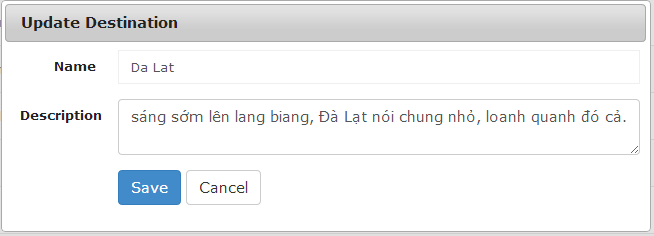 Update Destination
Name
Da Lat
Description
sáng sớm lên lang biang, Đà Lạt nói chung nhỏ, loanh quanh đó cả.
Save Cancel